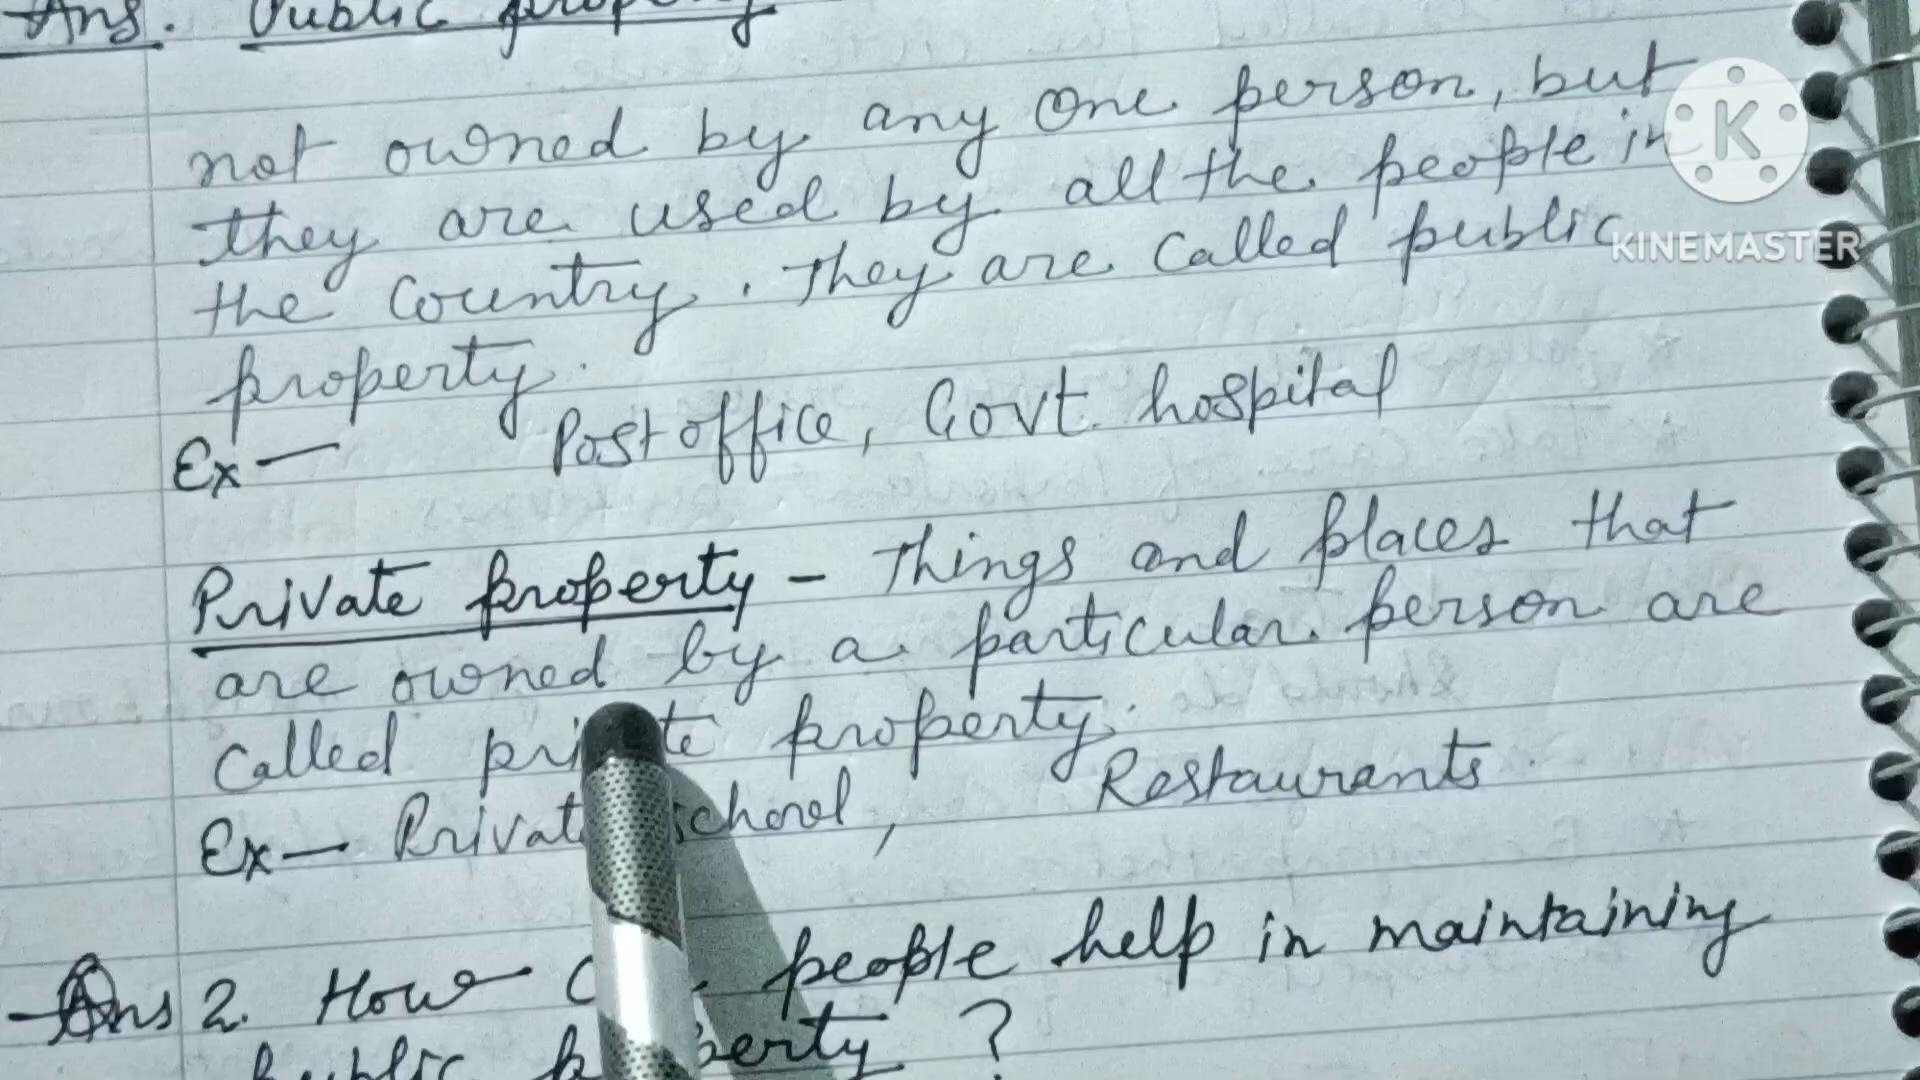 Ans. Public property
not owned by any one person, but
they are used by all the people in
the Country. They are called public
property.
Ex — Post office, Govt. hospital
Private property - Things and places that
are owned by a particular person are
called property.
Ex — school, Restaurants
2. How people help in maintaining
public ?
K
KINEMASTER